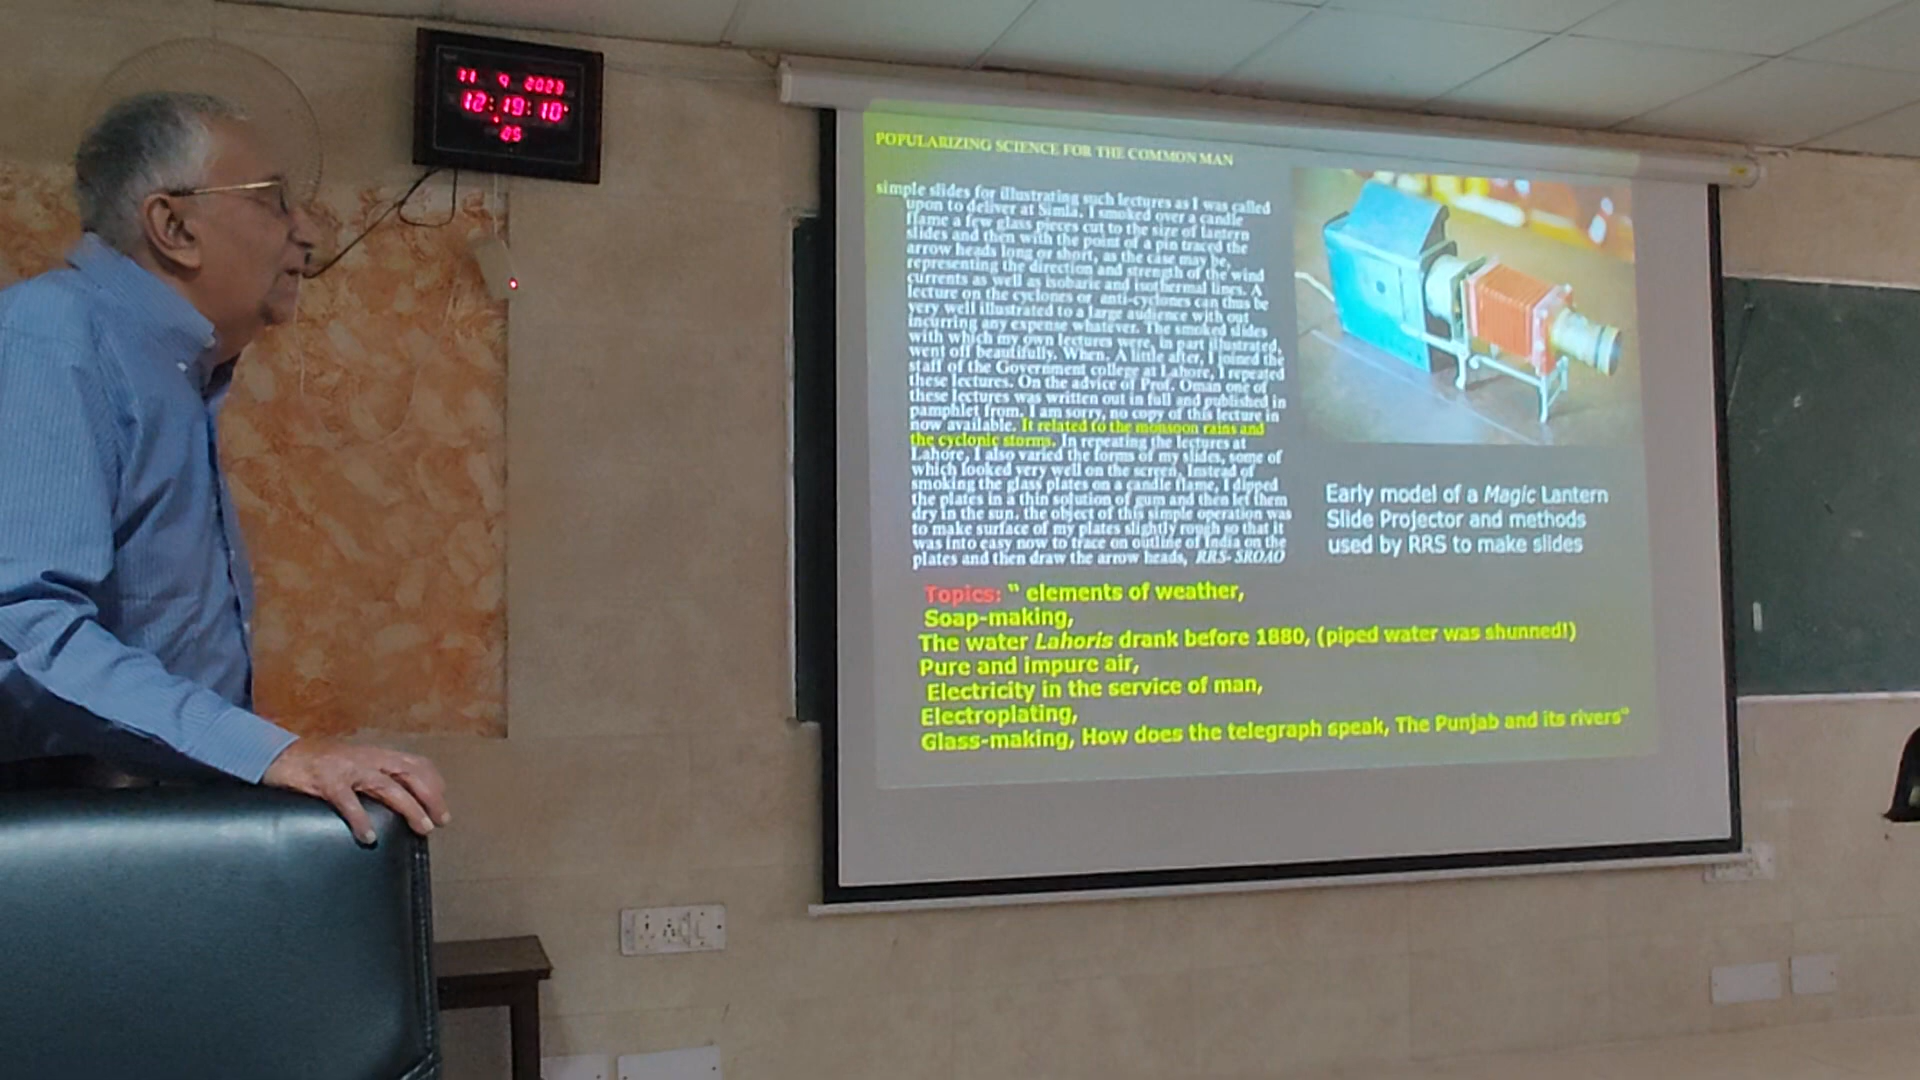 11 9 2023
12:19:10
05
POPULARIZING SCIENCE FOR THE COMMON MAN
simple slides for illustrating such lectures as I was called
upon to deliver at Simla. I smoked over a candle
flame a few glass pieces cut to the size of lantern
slides and then with the point of a pin traced the
arrow heads long or short, as the case may be,
representing the direction and strength of the wind
currents as well as isobaric and isothermal lines. A
lecture on the cyclones or anti-cyclones can thus be
very well illustrated to a large audience with out
incurring any expense whatever. The smoked slides
with which my own lectures were, in part illustrated,
went off beautifully. When, A little after, I joined the
staff of the Government college at Lahore, I repeated
these lectures. On the advice of Prof. Oman one of
these lectures was written out in full and published in
pamphlet from. I am sorry, no copy of this lecture in
now available. It related to the monsoon rains and
the cyclonic storms. In repeating the lectures at
Lahore, I also varied the forms of my slides, some of
which looked very well on the screen. Instead of
smoking the glass plates on a candle flame, I dipped
the plates in a thin solution of gum and then let them
dry in the sun. the object of this simple operation was
to make surface of my plates slightly rough so that it
was into easy now to trace on outline of India on the
plates and then draw the arrow heads, RRS- SROAO
Early model of a Magic Lantern
Slide Projector and methods
used by RRS to make slides
Topics: “ elements of weather,
Soap-making,
The water Lahoris drank before 1880, (piped water was shunned!)
Pure and impure air,
Electricity in the service of man,
Electroplating,
Glass-making, How does the telegraph speak, The Punjab and its rivers”